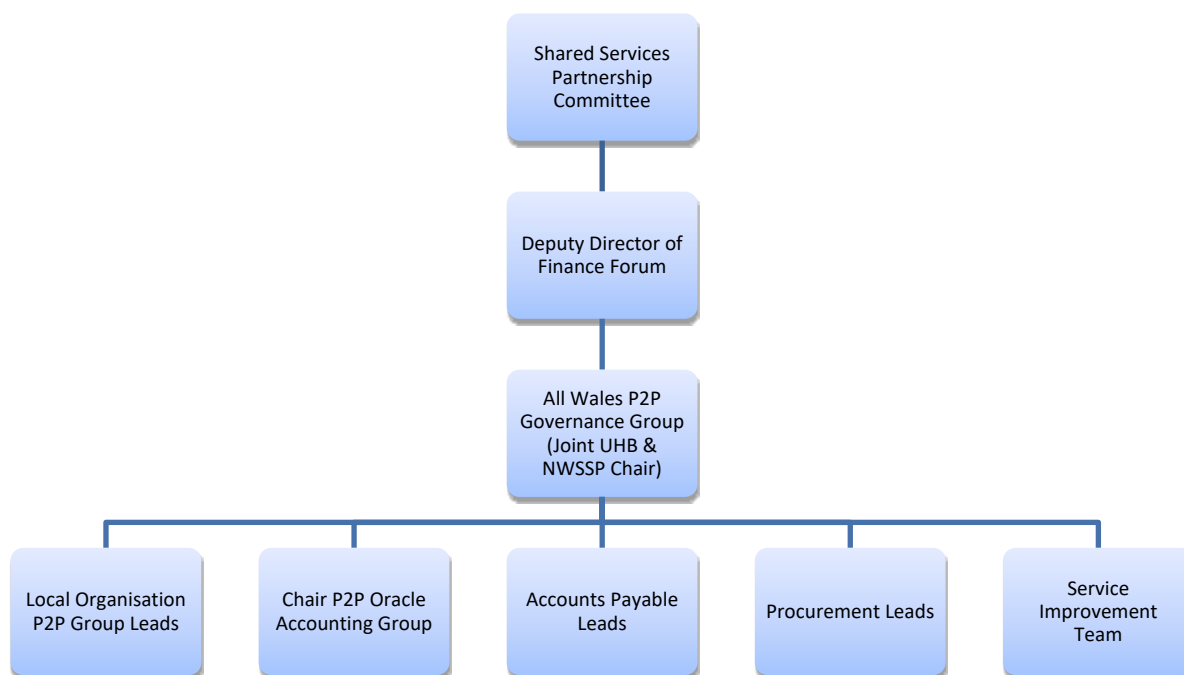 Shared Services
Partnership
Committee
Deputy Director of
Finance Forum
All Wales P2P
Governance Group
(Joint UHB &
NWSSP Chair)
Local Organisation
P2P Group Leads
Chair P2P Oracle
Accounting Group
Accounts Payable
Leads
Procurement Leads
Service
Improvement
Team